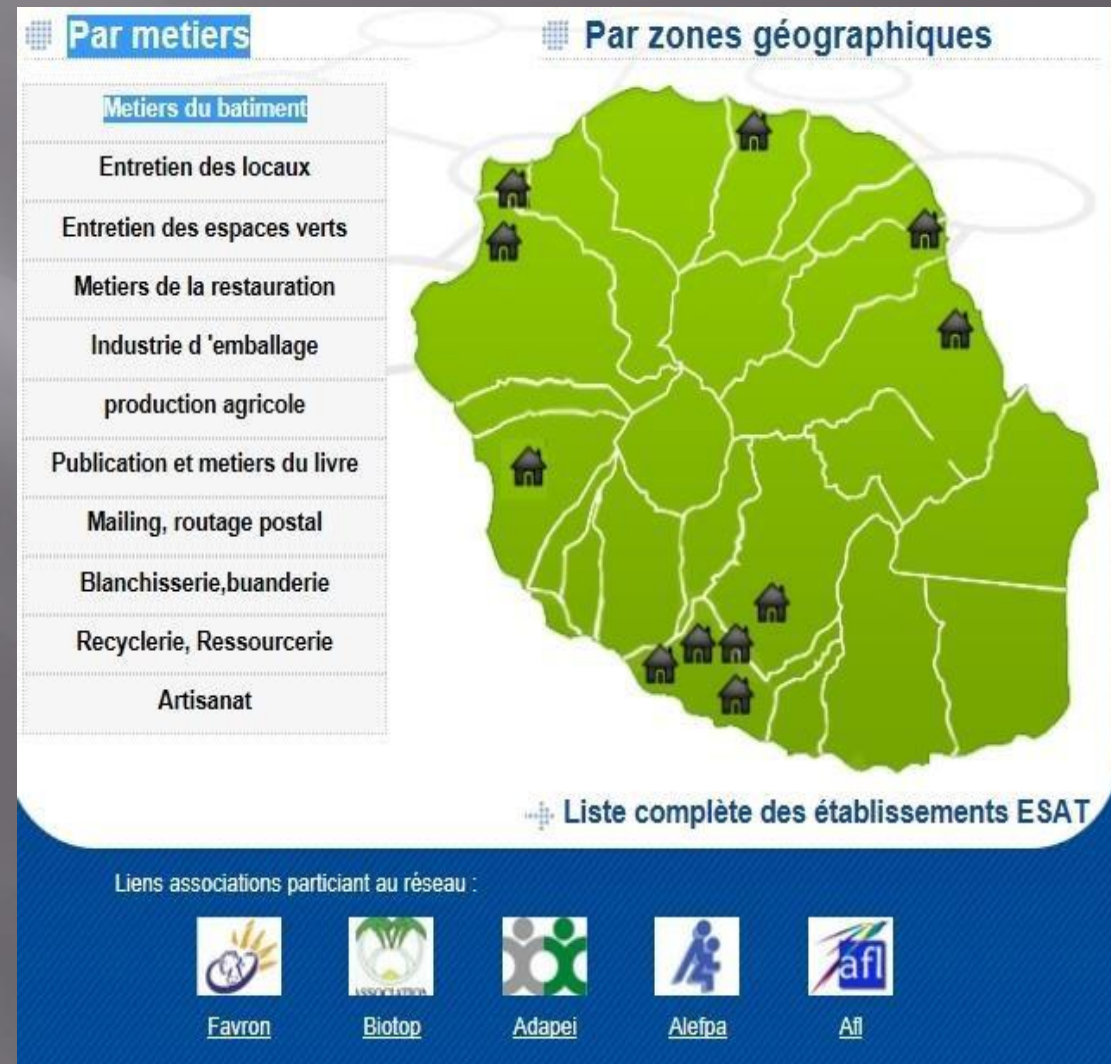 Par metiers
Par zones géographiques
Metiers du batiment
Entretien des locaux
Entretien des espaces verts
Metiers de la restauration
Industrie d 'emballage
production agricole
Publication et metiers du livre
Mailing, routage postal
Blanchisserie,buanderie
Recyclerie, Ressourcerie
Artisanat
Liste complète des établissements ESAT
Liens associations particiant au réseau :
ASSOCIATION
afl
Favron
Biotop
Adapei
Alefpa
Afl